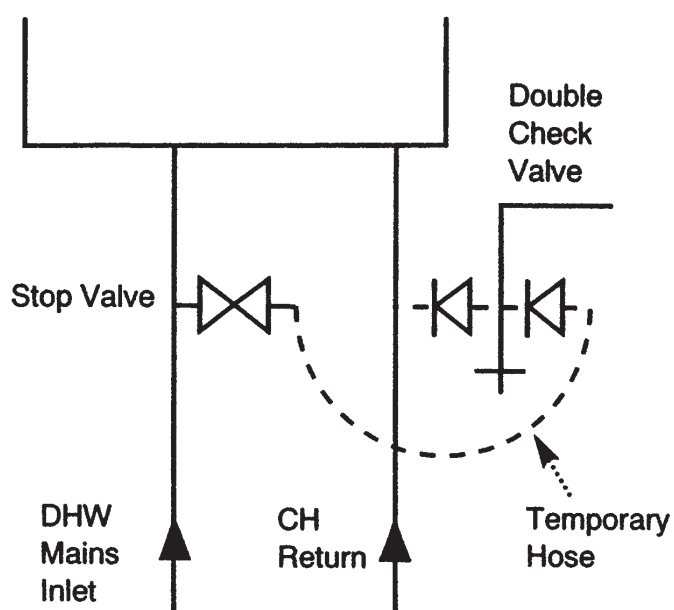 Double
Check
Valve
Stop Valve
DHW
Mains
Inlet
CH
Return
Temporary
Hose